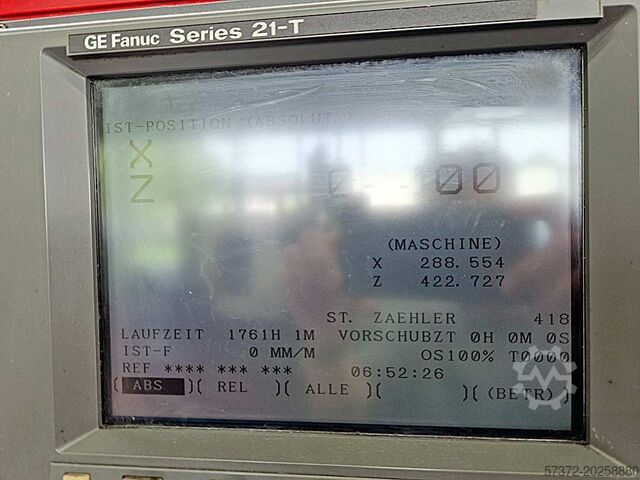 GE Fanuc Series 21-T
IST-POSITION (ABSOLUT)
X
Z
(MASCHINE)
X 288.554
Z 422.727
ST. ZAEHLER 418
LAUFZEIT 1761H 1M VORSCHUBZT 0H 0M 0S
IST-F 0 MM/M OS100% T0000
REF **** *** ***
06:52:26
( ABS )( REL )( ALLE )( )( (BETR) )
57372-20258880